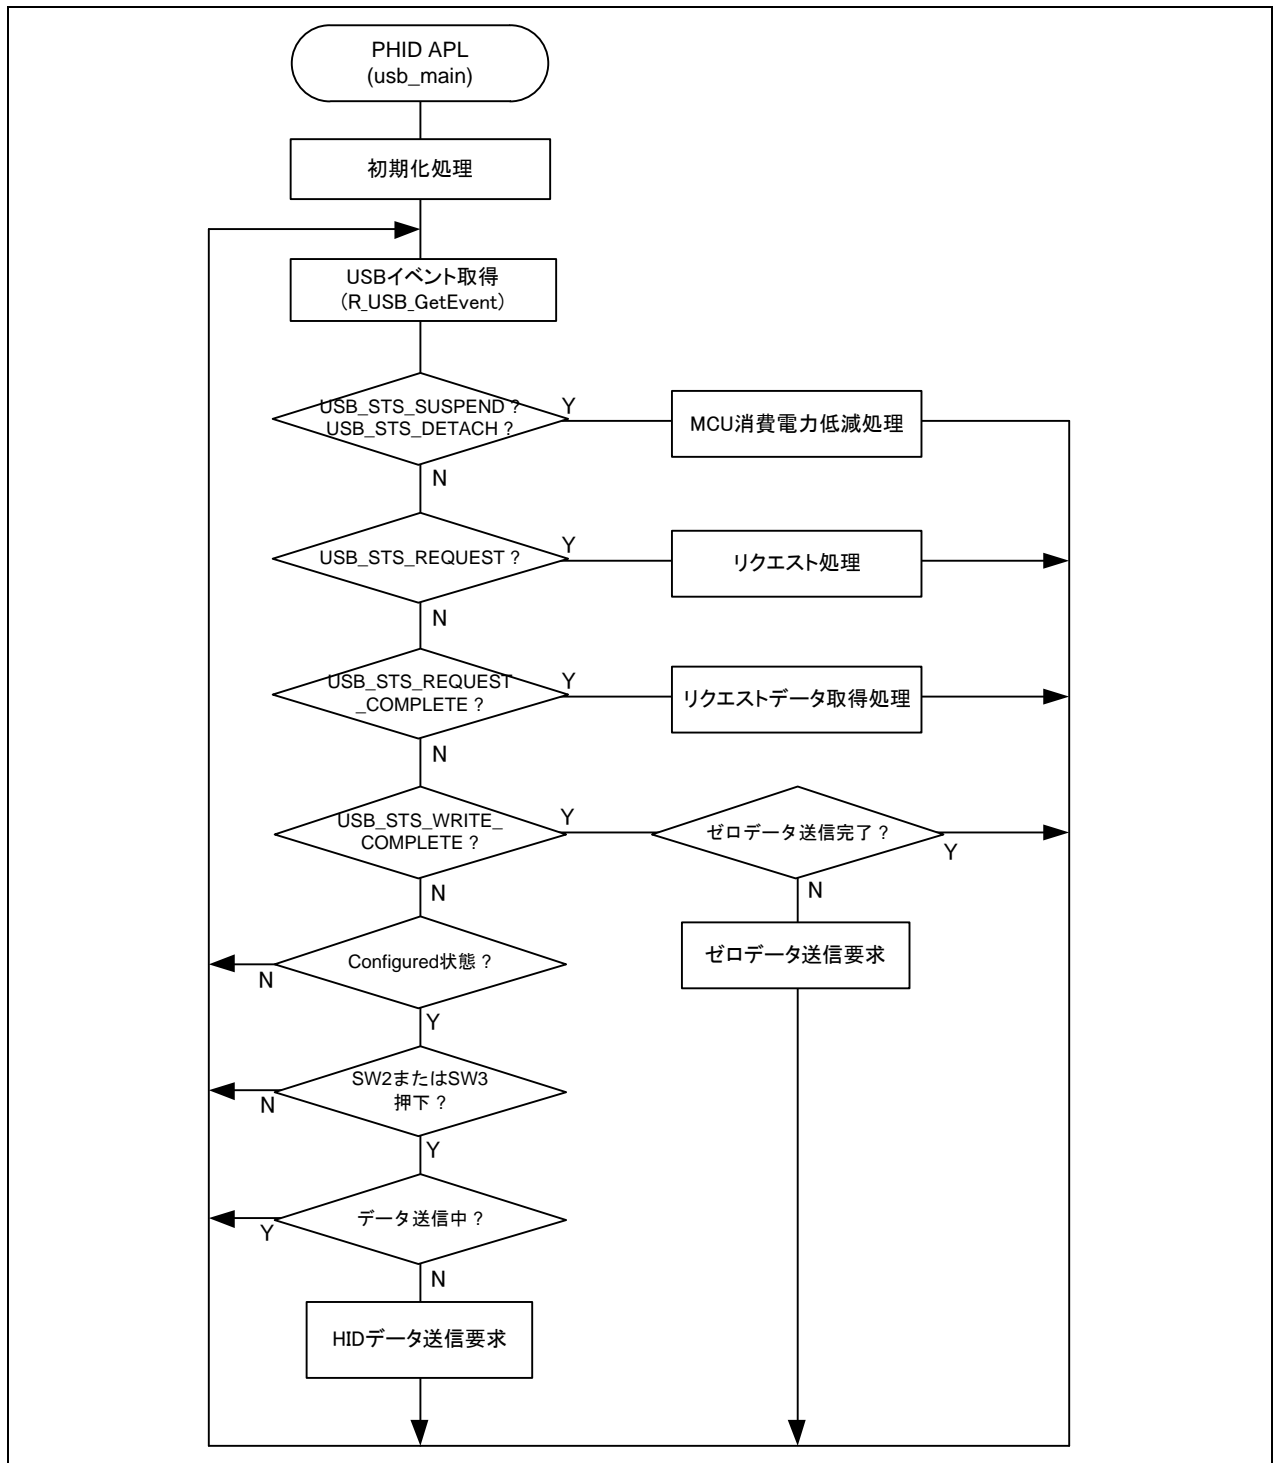 PHID APL
(usb_main)
初期化処理
USBイベント取得
(R_USB_GetEvent)
USB_STS_SUSPEND ?
USB_STS_DETACH ?
Y
MCU消費電力低減処理
N
USB_STS_REQUEST ?
Y
リクエスト処理
N
USB_STS_REQUEST
_COMPLETE ?
Y
リクエストデータ取得処理
N
USB_STS_WRITE_
COMPLETE ?
Y
ゼロデータ送信完了 ?
Y
N
N
ゼロデータ送信要求
Configured状態 ?
N
Y
SW2またはSW3
押下 ?
N
Y
データ送信中 ?
Y
N
HIDデータ送信要求